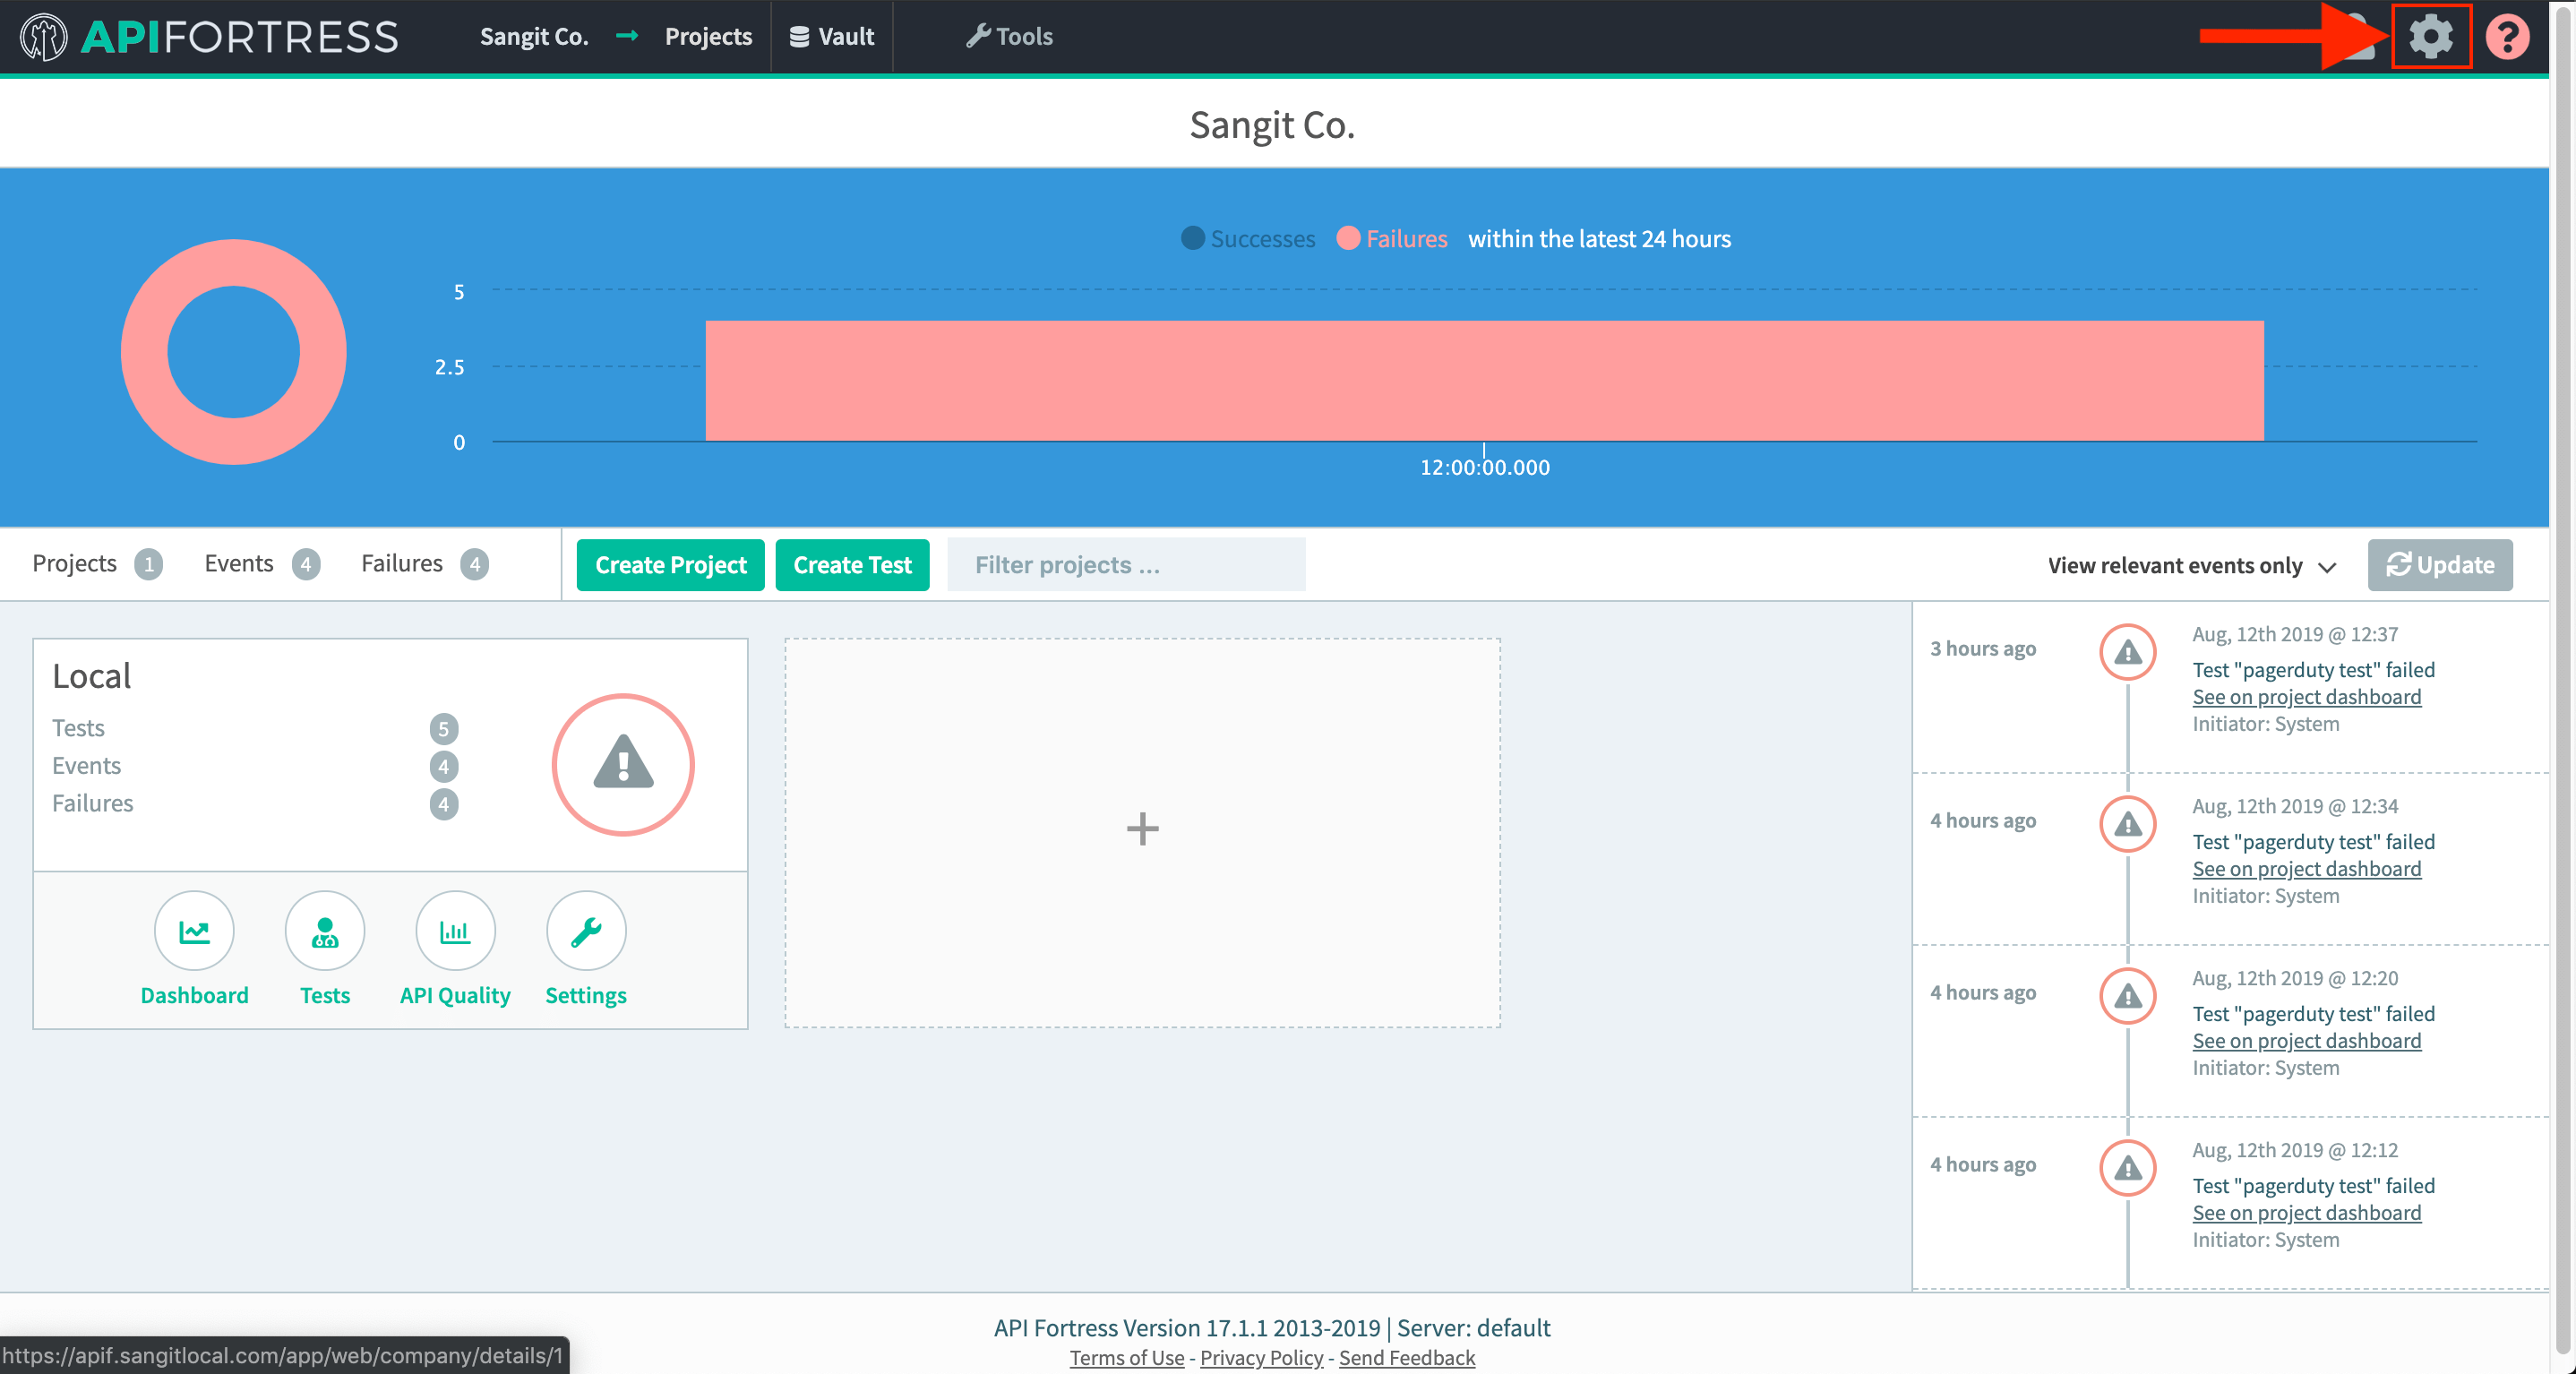 APIFORTRESS
Sangit Co. → Projects
Vault
Tools
?
Sangit Co.
Successes Failures within the latest 24 hours
5
2.5
0
12:00:00.000
Projects 1 Events 4 Failures 4
Create Project
Create Test
Filter projects ...
View relevant events only
Update
Local
Tests 5
Events 4
Failures 4
Dashboard
Tests
API Quality
Settings
+
3 hours ago
Aug, 12th 2019 @ 12:37
Test "pagerduty test" failed
See on project dashboard
Initiator: System
4 hours ago
Aug, 12th 2019 @ 12:34
Test "pagerduty test" failed
See on project dashboard
Initiator: System
4 hours ago
Aug, 12th 2019 @ 12:20
Test "pagerduty test" failed
See on project dashboard
Initiator: System
4 hours ago
Aug, 12th 2019 @ 12:12
Test "pagerduty test" failed
See on project dashboard
Initiator: System
API Fortress Version 17.1.1 2013-2019 | Server: default
Terms of Use - Privacy Policy - Send Feedback
https://apif.sangitlocal.com/app/web/company/details/1